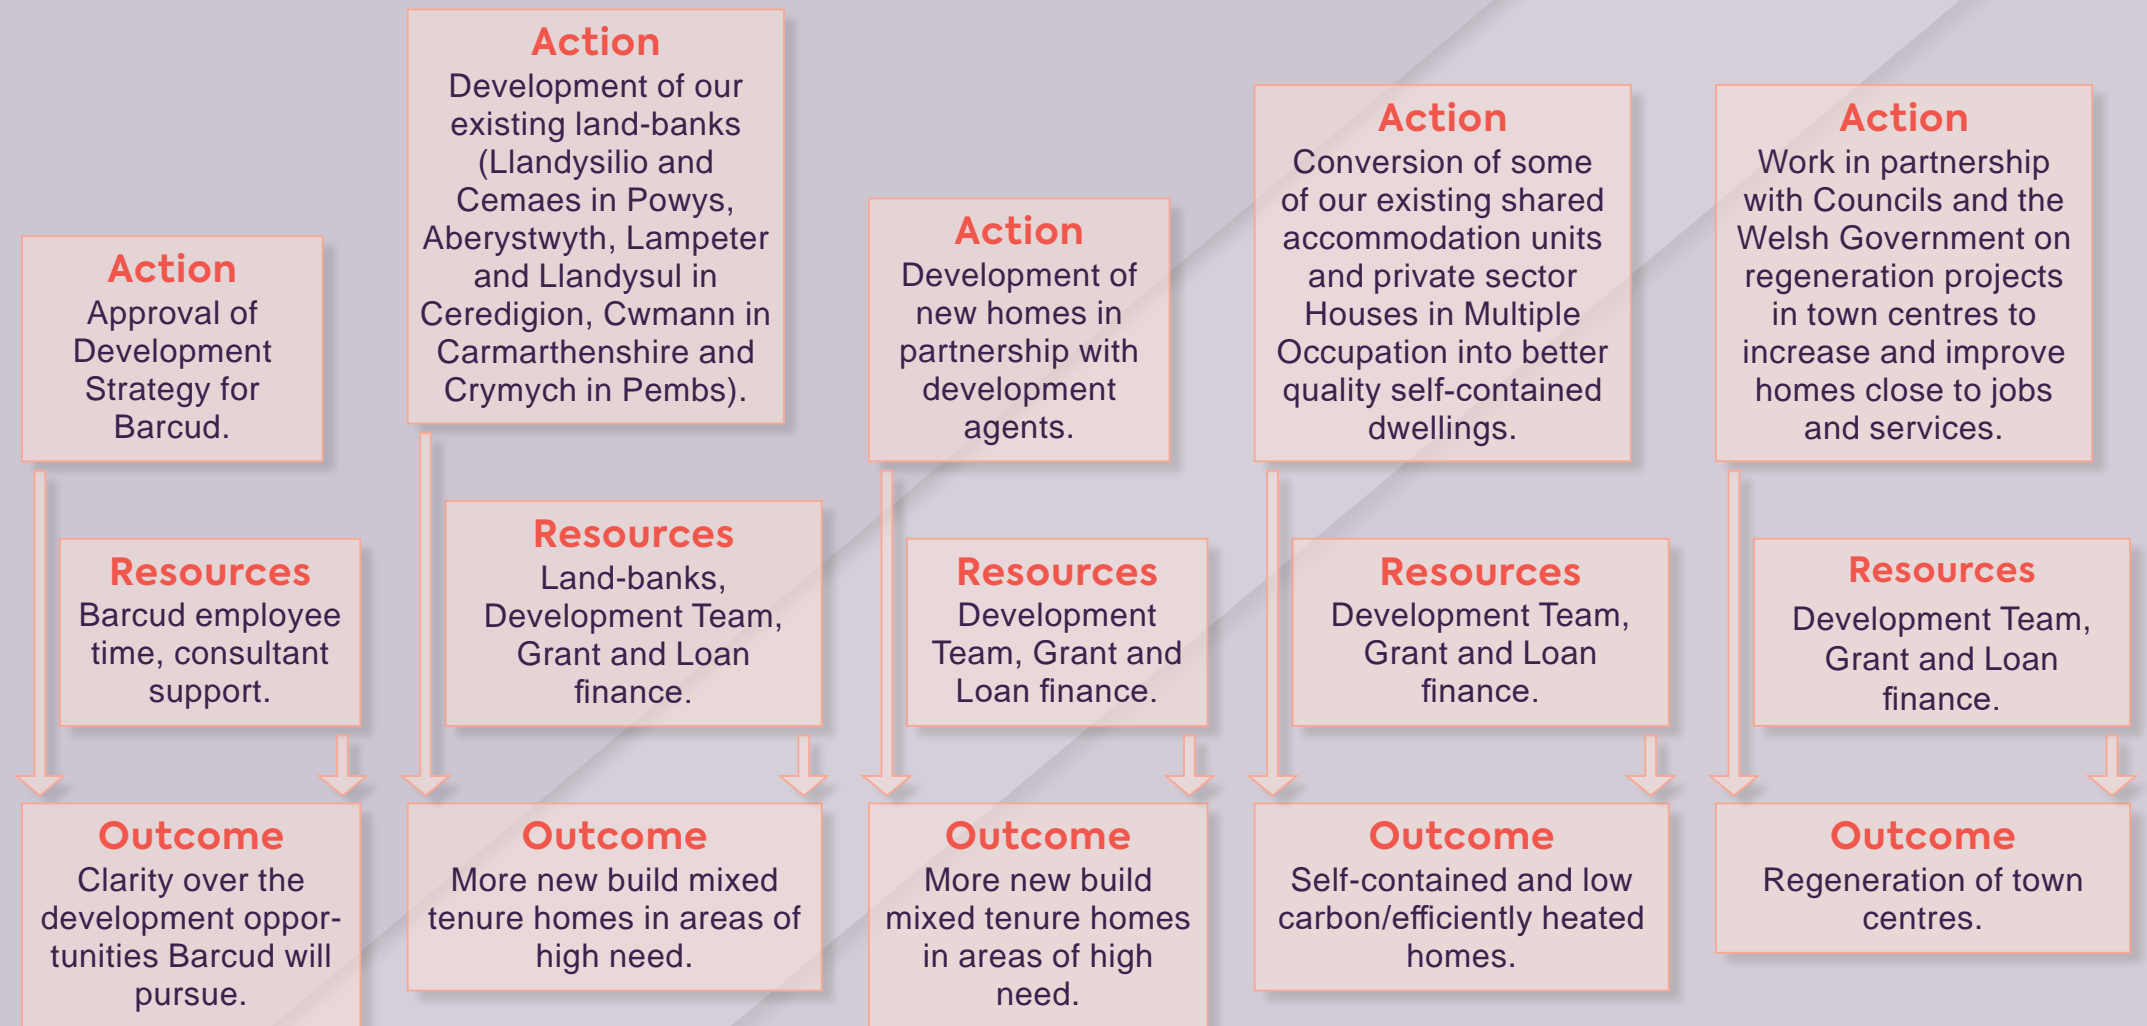 Action
Approval of
Development
Strategy for
Barcud.
Resources
Barcud employee
time, consultant
support.
Outcome
Clarity over the
development oppor-
tunities Barcud will
pursue.
Action
Development of our
existing land-banks
(Llandysilio and
Cemaes in Powys,
Aberystwyth, Lampeter
and Llandysul in
Ceredigion, Cwmann in
Carmarthenshire and
Crymych in Pembs).
Resources
Land-banks,
Development Team,
Grant and Loan
finance.
Outcome
More new build mixed
tenure homes in areas of
high need.
Action
Development of
new homes in
partnership with
development
agents.
Resources
Development
Team, Grant and
Loan finance.
Outcome
More new build
mixed tenure homes
in areas of high
need.
Action
Conversion of some
of our existing shared
accommodation units
and private sector
Houses in Multiple
Occupation into better
quality self-contained
dwellings.
Resources
Development Team,
Grant and Loan
finance.
Outcome
Self-contained and low
carbon/efficiently heated
homes.
Action
Work in partnership
with Councils and the
Welsh Government on
regeneration projects
in town centres to
increase and improve
homes close to jobs
and services.
Resources
Development Team,
Grant and Loan
finance.
Outcome
Regeneration of town
centres.